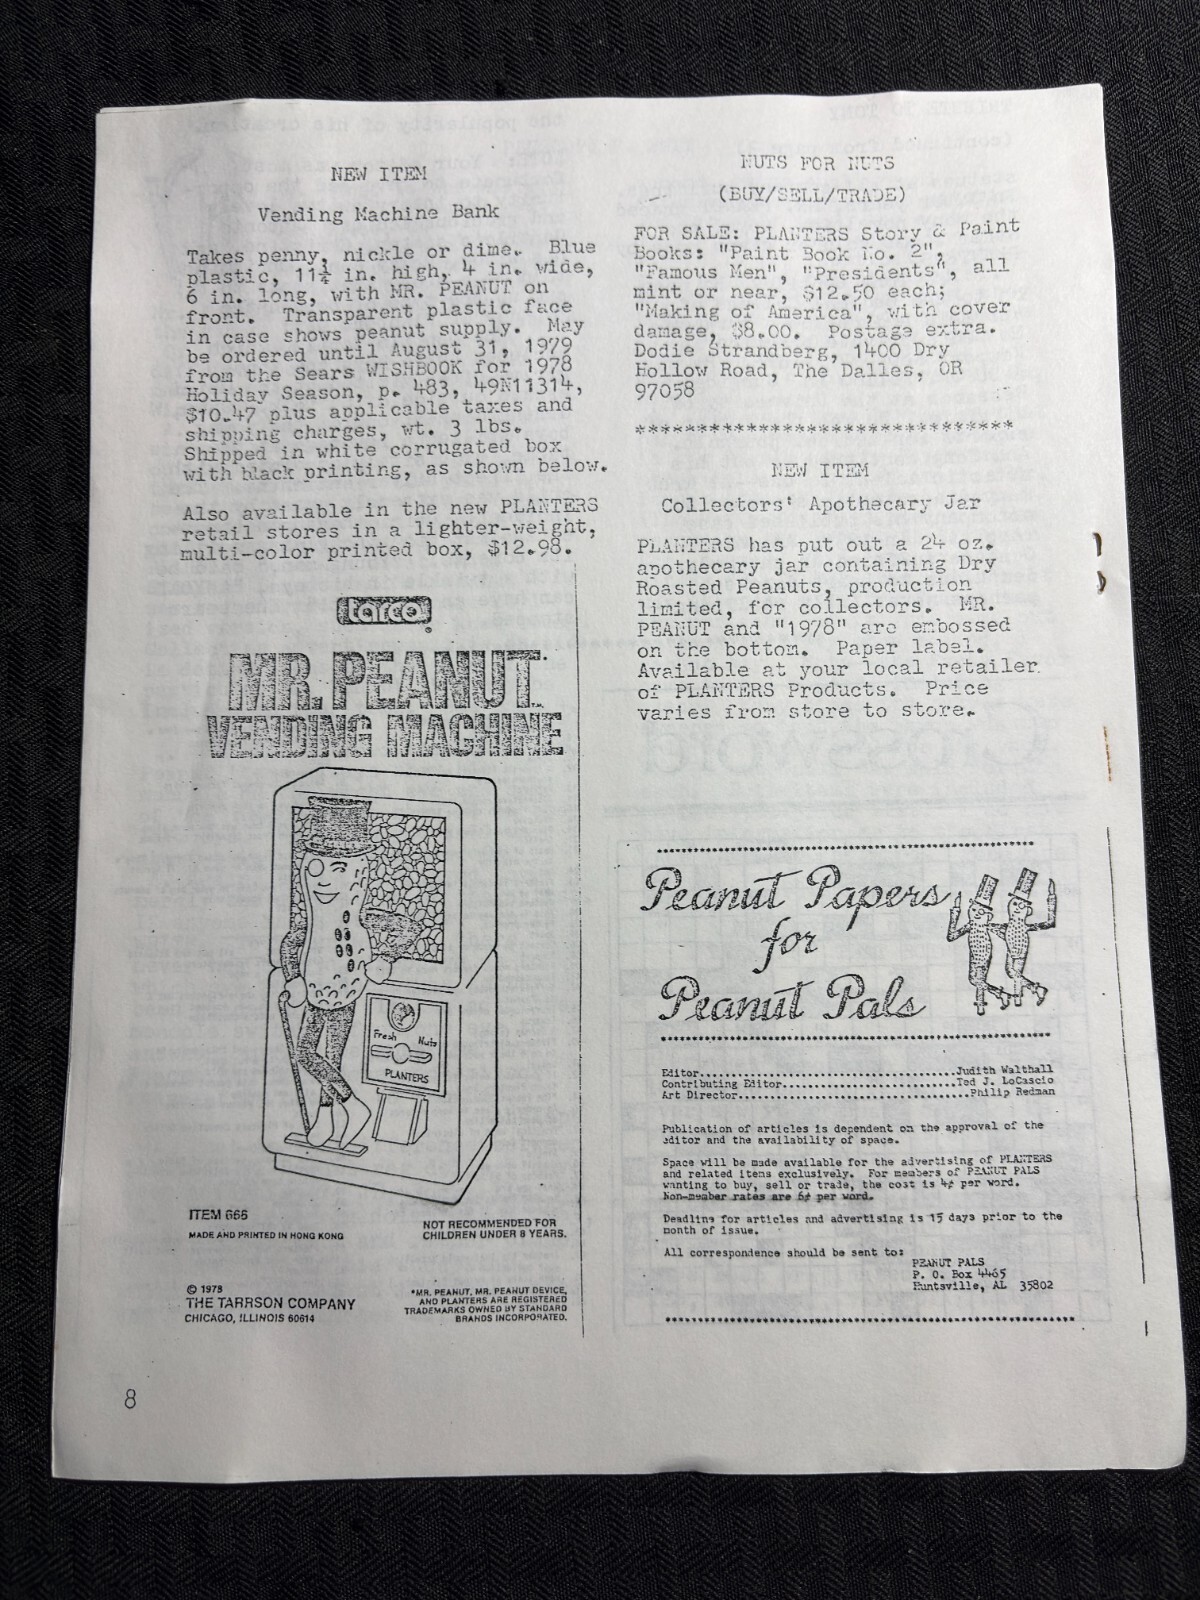 NEW ITEM
Vending Machine Bank
Takes penny, nickle or dime. Blue
plastic, 11¼ in. high, 4 in. wide,
6 in. long, with MR. PEANUT on
front. Transparent plastic face
in case shows peanut supply. May
be ordered until August 31, 1979
from the Sears WISHBOOK for 1978
Holiday Season, p. 483, 49N11314,
$10.47 plus applicable taxes and
shipping charges, wt. 3 lbs.
Shipped in white corrugated box
with black printing, as shown below.
Also available in the new PLANTERS
retail stores in a lighter-weight,
multi-color printed box, $12.98.
tarco
®
MR. PEANUT
VENDING MACHINE
Fresh Nuts
PLANTERS
ITEM 666
MADE AND PRINTED IN HONG KONG
NOT RECOMMENDED FOR
CHILDREN UNDER 8 YEARS.
© 1978
THE TARRSON COMPANY
CHICAGO, ILLINOIS 60614
*MR. PEANUT, MR. PEANUT DEVICE,
AND PLANTERS ARE REGISTERED
TRADEMARKS OWNED BY STANDARD
BRANDS INCORPORATED.
8
NUTS FOR NUTS
(BUY/SELL/TRADE)
FOR SALE: PLANTERS Story & Paint
Books: "Paint Book No. 2",
"Famous Men", "Presidents", all
mint or near, $12.50 each;
"Making of America", with cover
damage, $8.00. Postage extra.
Dodie Strandberg, 1400 Dry
Hollow Road, The Dalles, OR
97058
*******************************
NEW ITEM
Collectors' Apothecary Jar
PLANTERS has put out a 24 oz.
apothecary jar containing Dry
Roasted Peanuts, production
limited, for collectors. MR.
PEANUT and "1978" are embossed
on the bottom. Paper label.
Available at your local retailer
of PLANTERS Products. Price
varies from store to store.
Peanut Papers
for
Peanut Pals
Editor.......................................Judith Walthall
Contributing Editor..........................Ted J. LoCascio
Art Director...................................Philip Redman
Publication of articles is dependent on the approval of the
editor and the availability of space.
Space will be made available for the advertising of PLANTERS
and related items exclusively. For members of PEANUT PALS
wanting to buy, sell or trade, the cost is 4¢ per word.
Non-member rates are 6¢ per word.
Deadline for articles and advertising is 15 days prior to the
month of issue.
All correspondence should be sent to:
PEANUT PALS
P. O. Box 4465
Huntsville, AL 35802